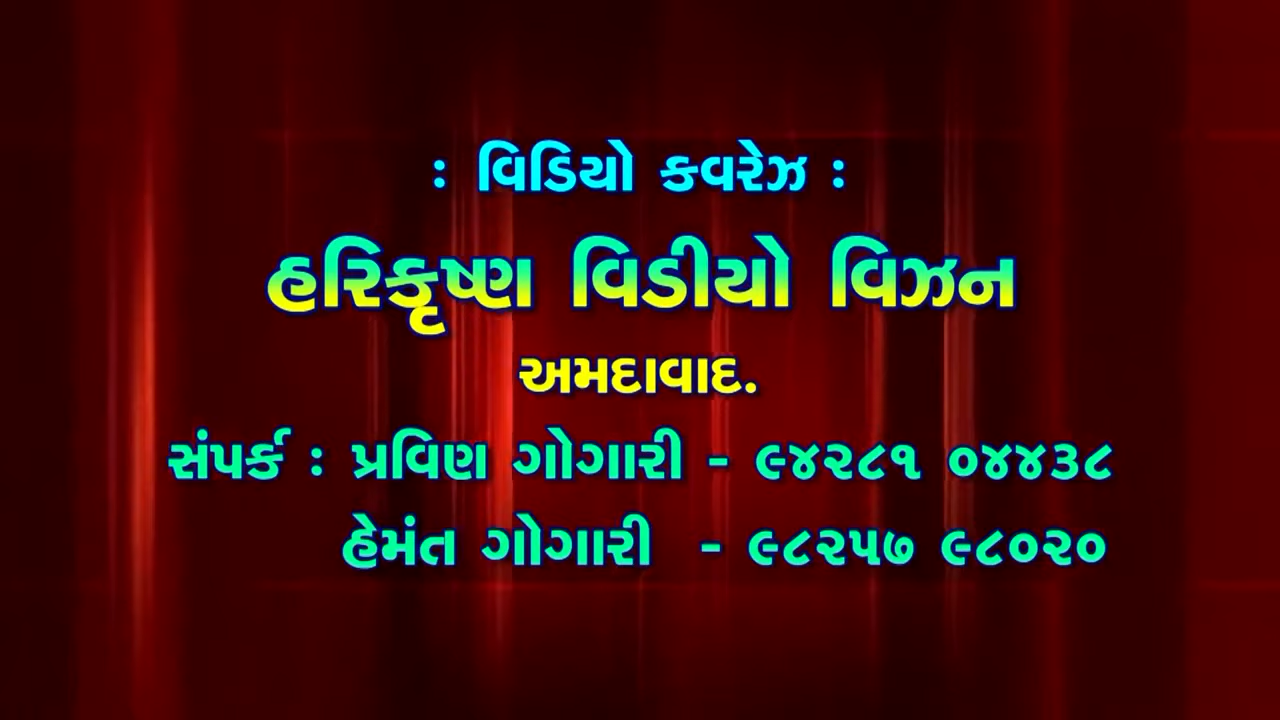 : વિડિયો કવરેઝ :
હરિકૃષ્ણ વિડીયો વિઝન
અમદાવાદ.
સંપર્ક : પ્રવિણ ગોગારી - ૯૪૨૮૧ ૦૪૪૩૮
હેમંત ગોગારી - ૯૮૨૫૭ ૯૮૦૨૦